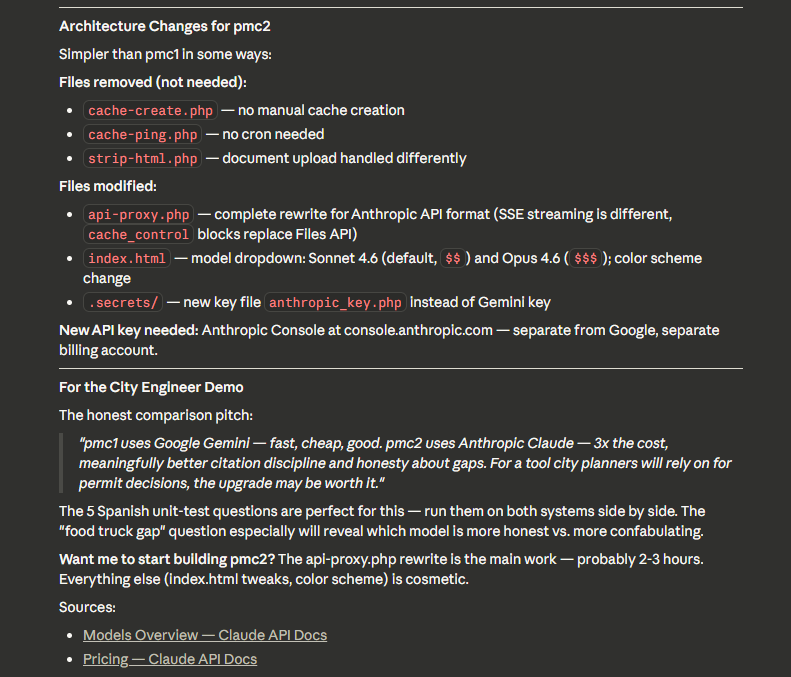 Architecture Changes for pmc2
SImpler than pmc1 in some ways:
Files removed (not needed):
• cache-create.php — no manual cache creation
• cache-ping.php — no cron needed
• strip-html.php — document upload handled differently
Files modified:
• api-proxy.php — complete rewrite for Anthropic API format (SSE streaming is different,
cache_control blocks replace Files API)
• index.html — model dropdown: Sonnet 4.6 (default, $$ ) and Opus 4.6 ( $$$ ); color scheme
change
• .secrets/ — new key file anthropic_key.php instead of Gemini key
New API key needed: Anthropic Console at console.anthropic.com — separate from Google, separate
billing account.
For the City Engineer Demo
The honest comparison pitch:
"pmc1 uses Google Gemini — fast, cheap, good. pmc2 uses Anthropic Claude — 3x the cost,
meaningfully better citation discipline and honesty about gaps. For a tool city planners will rely on for
permit decisions, the upgrade may be worth it."
The 5 Spanish unit-test questions are perfect for this — run them on both systems side by side. The
"food truck gap" question especially will reveal which model is more honest vs. more confabulating.
Want me to start building pmc2? The api-proxy.php rewrite is the main work — probably 2-3 hours.
Everything else (index.html tweaks, color scheme) is cosmetic.
Sources:
• Models Overview — Claude API Docs
• Pricing — Claude API Docs